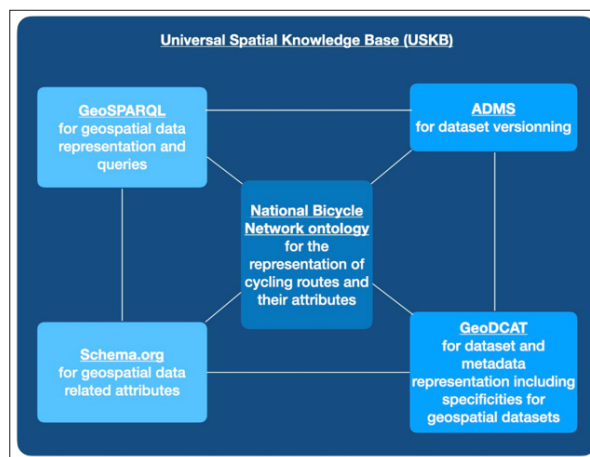 Universal Spatial Knowledge Base (USKB)
GeoSPARQL
for geospatial data
representation and
queries
ADMS
for dataset versionning
National Bicycle
Network ontology
for the
representation of
cycling routes and
their attributes
Schema.org
for geospatial data
related attributes
GeoDCAT
for dataset and
metadata
representation including
specificities for
geospatial datasets